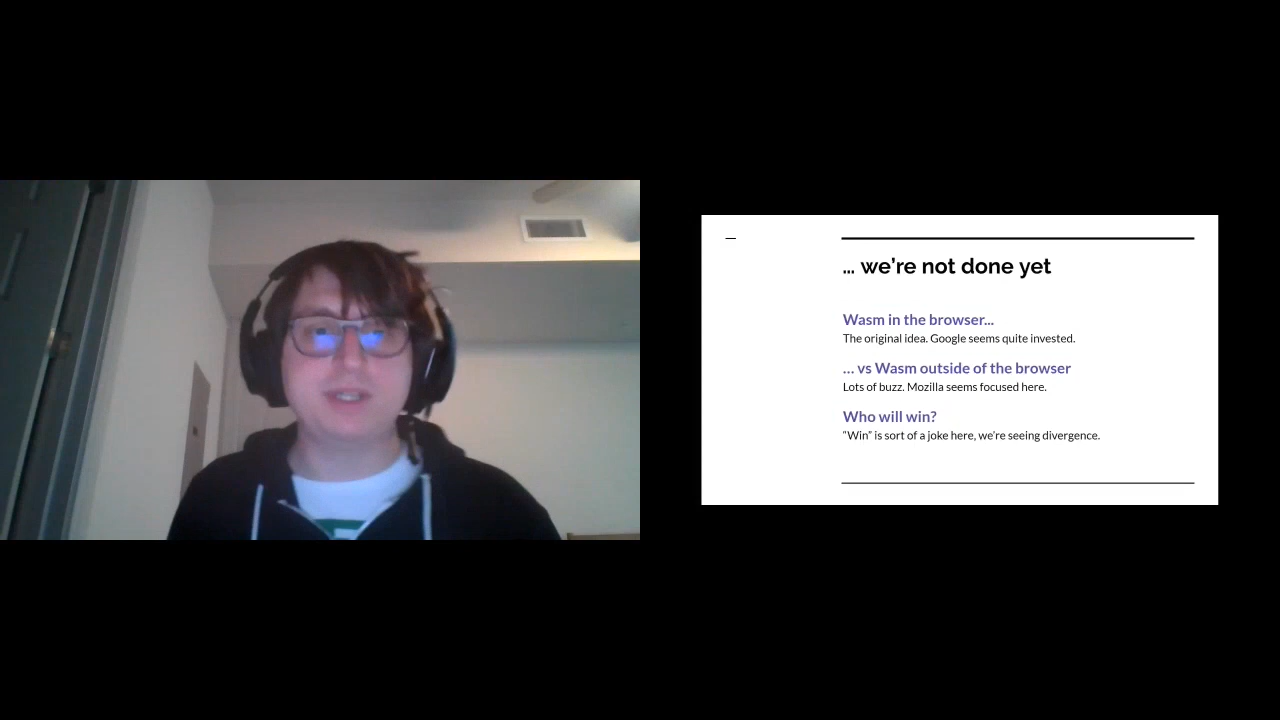 … we’re not done yet
Wasm in the browser…
The original idea. Google seems quite invested.
… vs Wasm outside of the browser
Lots of buzz. Mozilla seems focused here.
Who will win?
“Win” is sort of a joke here, we’re seeing divergence.